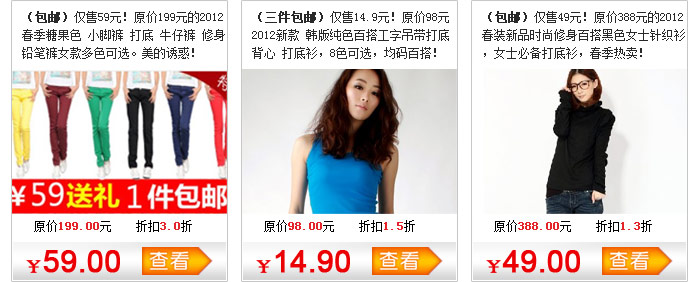 （包邮）仅售59元！原价199元的2012
春季糖果色 小脚裤 打底 牛仔裤 修身
铅笔裤女款多色可选。美的诱惑！
¥59送礼1件包邮
原价199.00元 折扣3.0折
¥59.00 查看
（三件包邮）仅售14.9元！原价98元
2012新款 韩版纯色百搭工字吊带打底
背心 打底衫，8色可选，均码百搭！
原价98.00元 折扣1.5折
¥14.90 查看
（包邮）仅售49元！原价388元的2012
春装新品时尚修身百搭黑色女士针织衫
，女士必备打底衫，春季热卖！
原价388.00元 折扣1.3折
¥49.00 查看